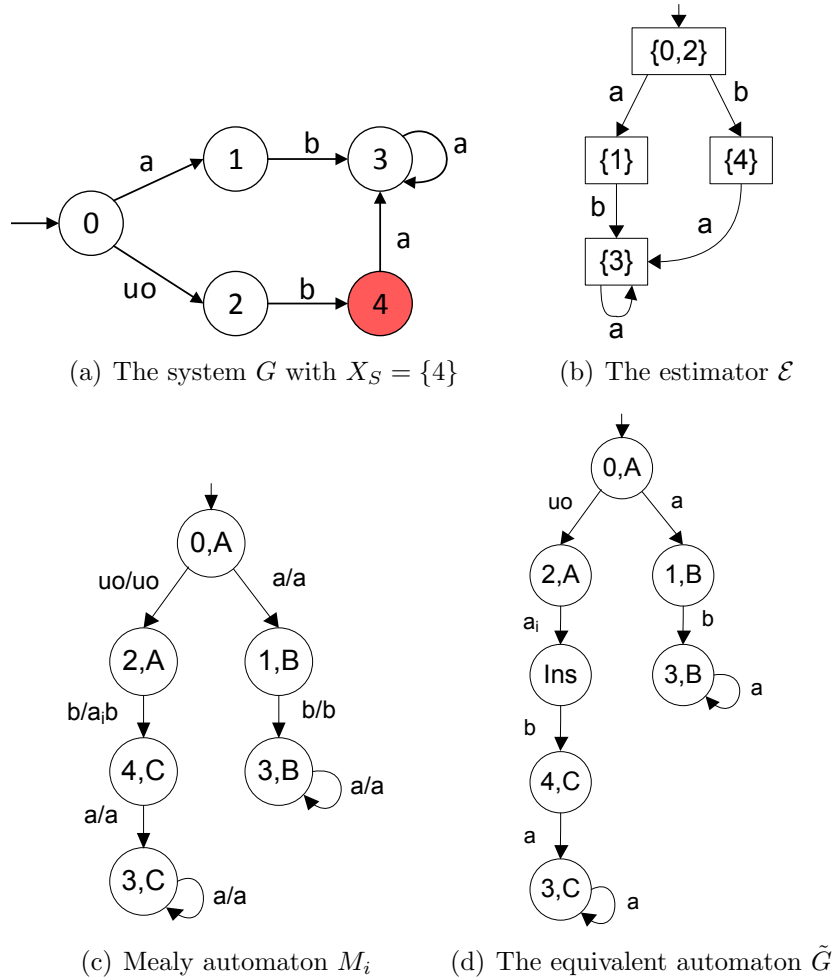 a
b
0
1
3
a
uo
2
b
4
a
(a) The system G with X_S = {4}
{0,2}
a
b
{1}
{4}
b
a
{3}
a
(b) The estimator ℰ
0,A
uo/uo
a/a
2,A
1,B
b/a_ib
b/b
4,C
3,B
a/a
a/a
3,C
a/a
(c) Mealy automaton M_i
0,A
uo
a
2,A
1,B
a_i
b
Ins
3,B
a
b
4,C
a
3,C
a
(d) The equivalent automaton G̃